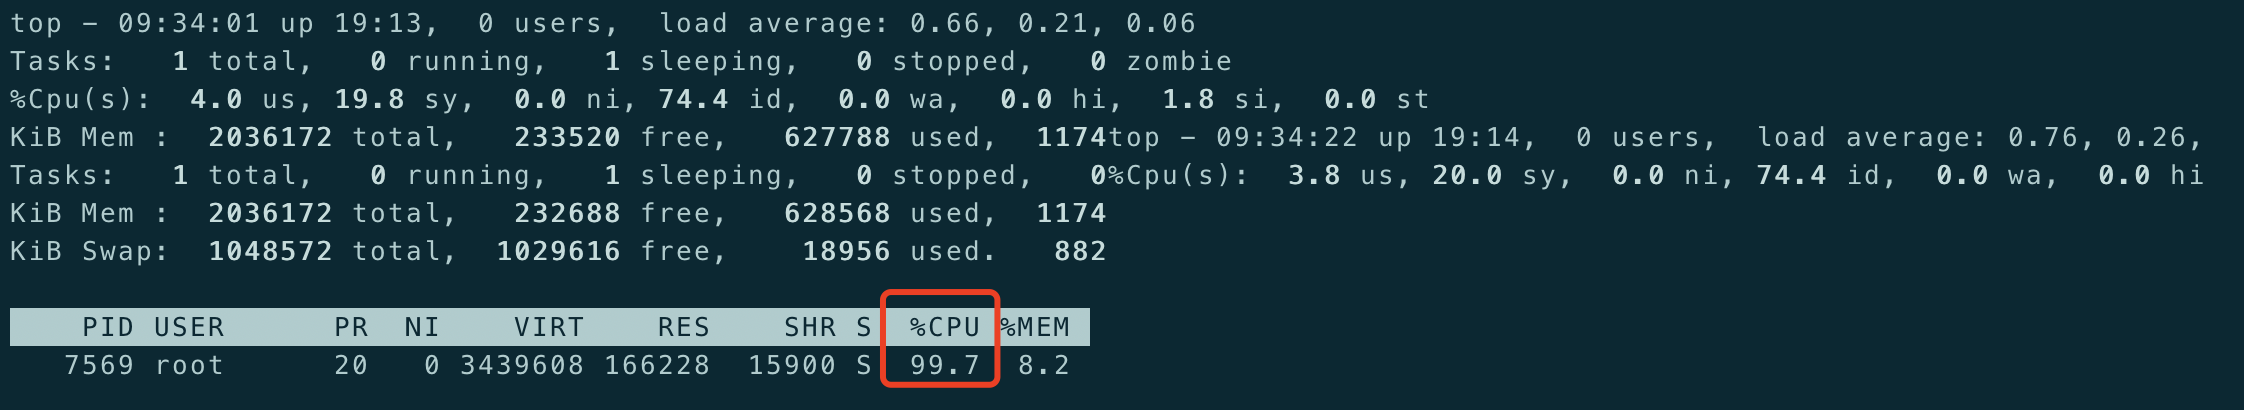 top - 09:34:01 up 19:13,  0 users,  load average: 0.66, 0.21, 0.06
Tasks:   1 total,   0 running,   1 sleeping,   0 stopped,   0 zombie
%Cpu(s):  4.0 us, 19.8 sy,  0.0 ni, 74.4 id,  0.0 wa,  0.0 hi,  1.8 si,  0.0 st
KiB Mem :  2036172 total,   233520 free,   627788 used,  1174top - 09:34:22 up 19:14,  0 users,  load average: 0.76, 0.26,
Tasks:   1 total,   0 running,   1 sleeping,   0 stopped,   0%Cpu(s):  3.8 us, 20.0 sy,  0.0 ni, 74.4 id,  0.0 wa,  0.0 hi
KiB Mem :  2036172 total,   232688 free,   628568 used,  1174
KiB Swap:  1048572 total,  1029616 free,    18956 used.   882
    PID USER      PR  NI    VIRT    RES    SHR S  %CPU %MEM
   7569 root      20   0 3439608 166228  15900 S  99.7  8.2